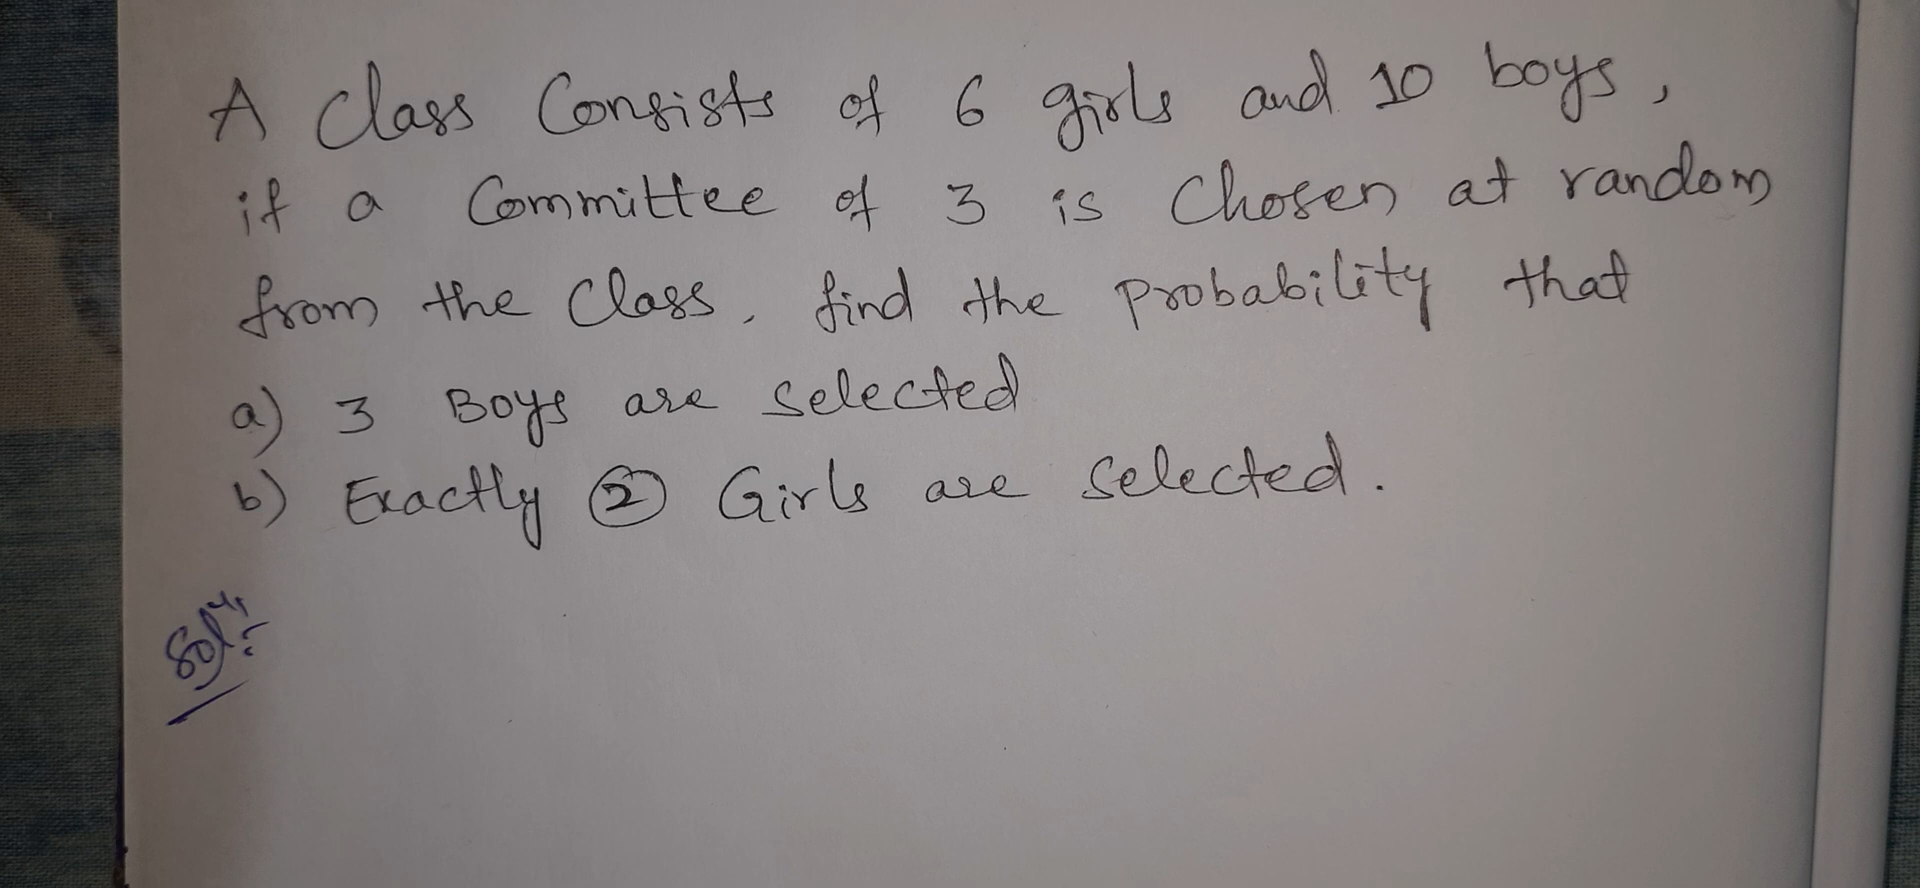 A Class Consists of 6 girls and 10 boys,
if a Committee of 3 is Chosen at random
from the Class, find the Probability that
a) 3 Boys are selected
b) Exactly 2 Girls are selected.
Solⁿ: